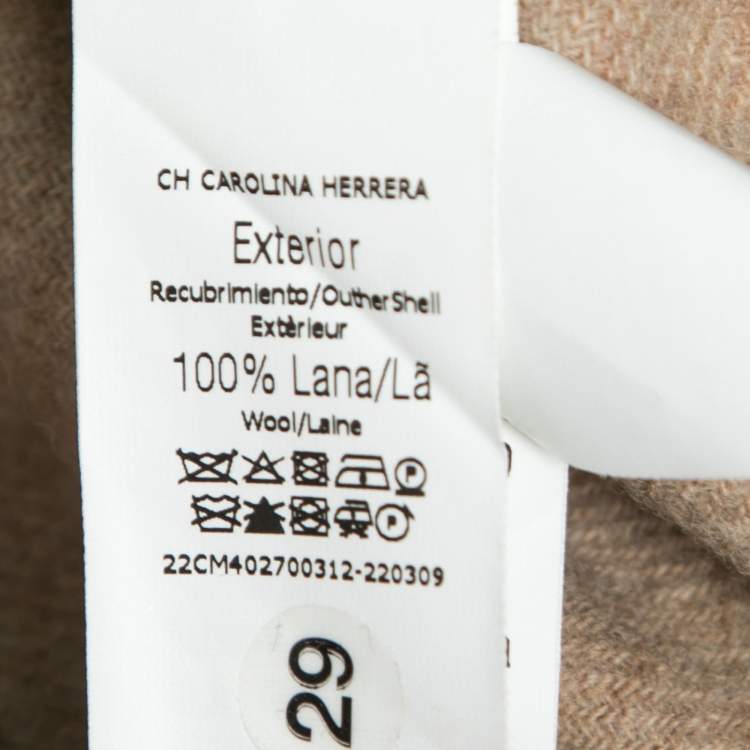 CH CAROLINA HERRERA
Exterior
Recubrimiento/OutherShell
Extèrieur
100% Lana/Lã
Wool/Laine
P
P
22CM402700312-220309
29